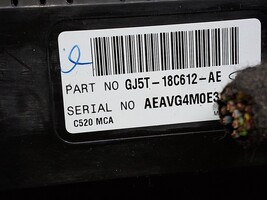 PART NO GJ5T-18C612-AE
SERIAL NO AEAVG4M0E3
C520 MCA